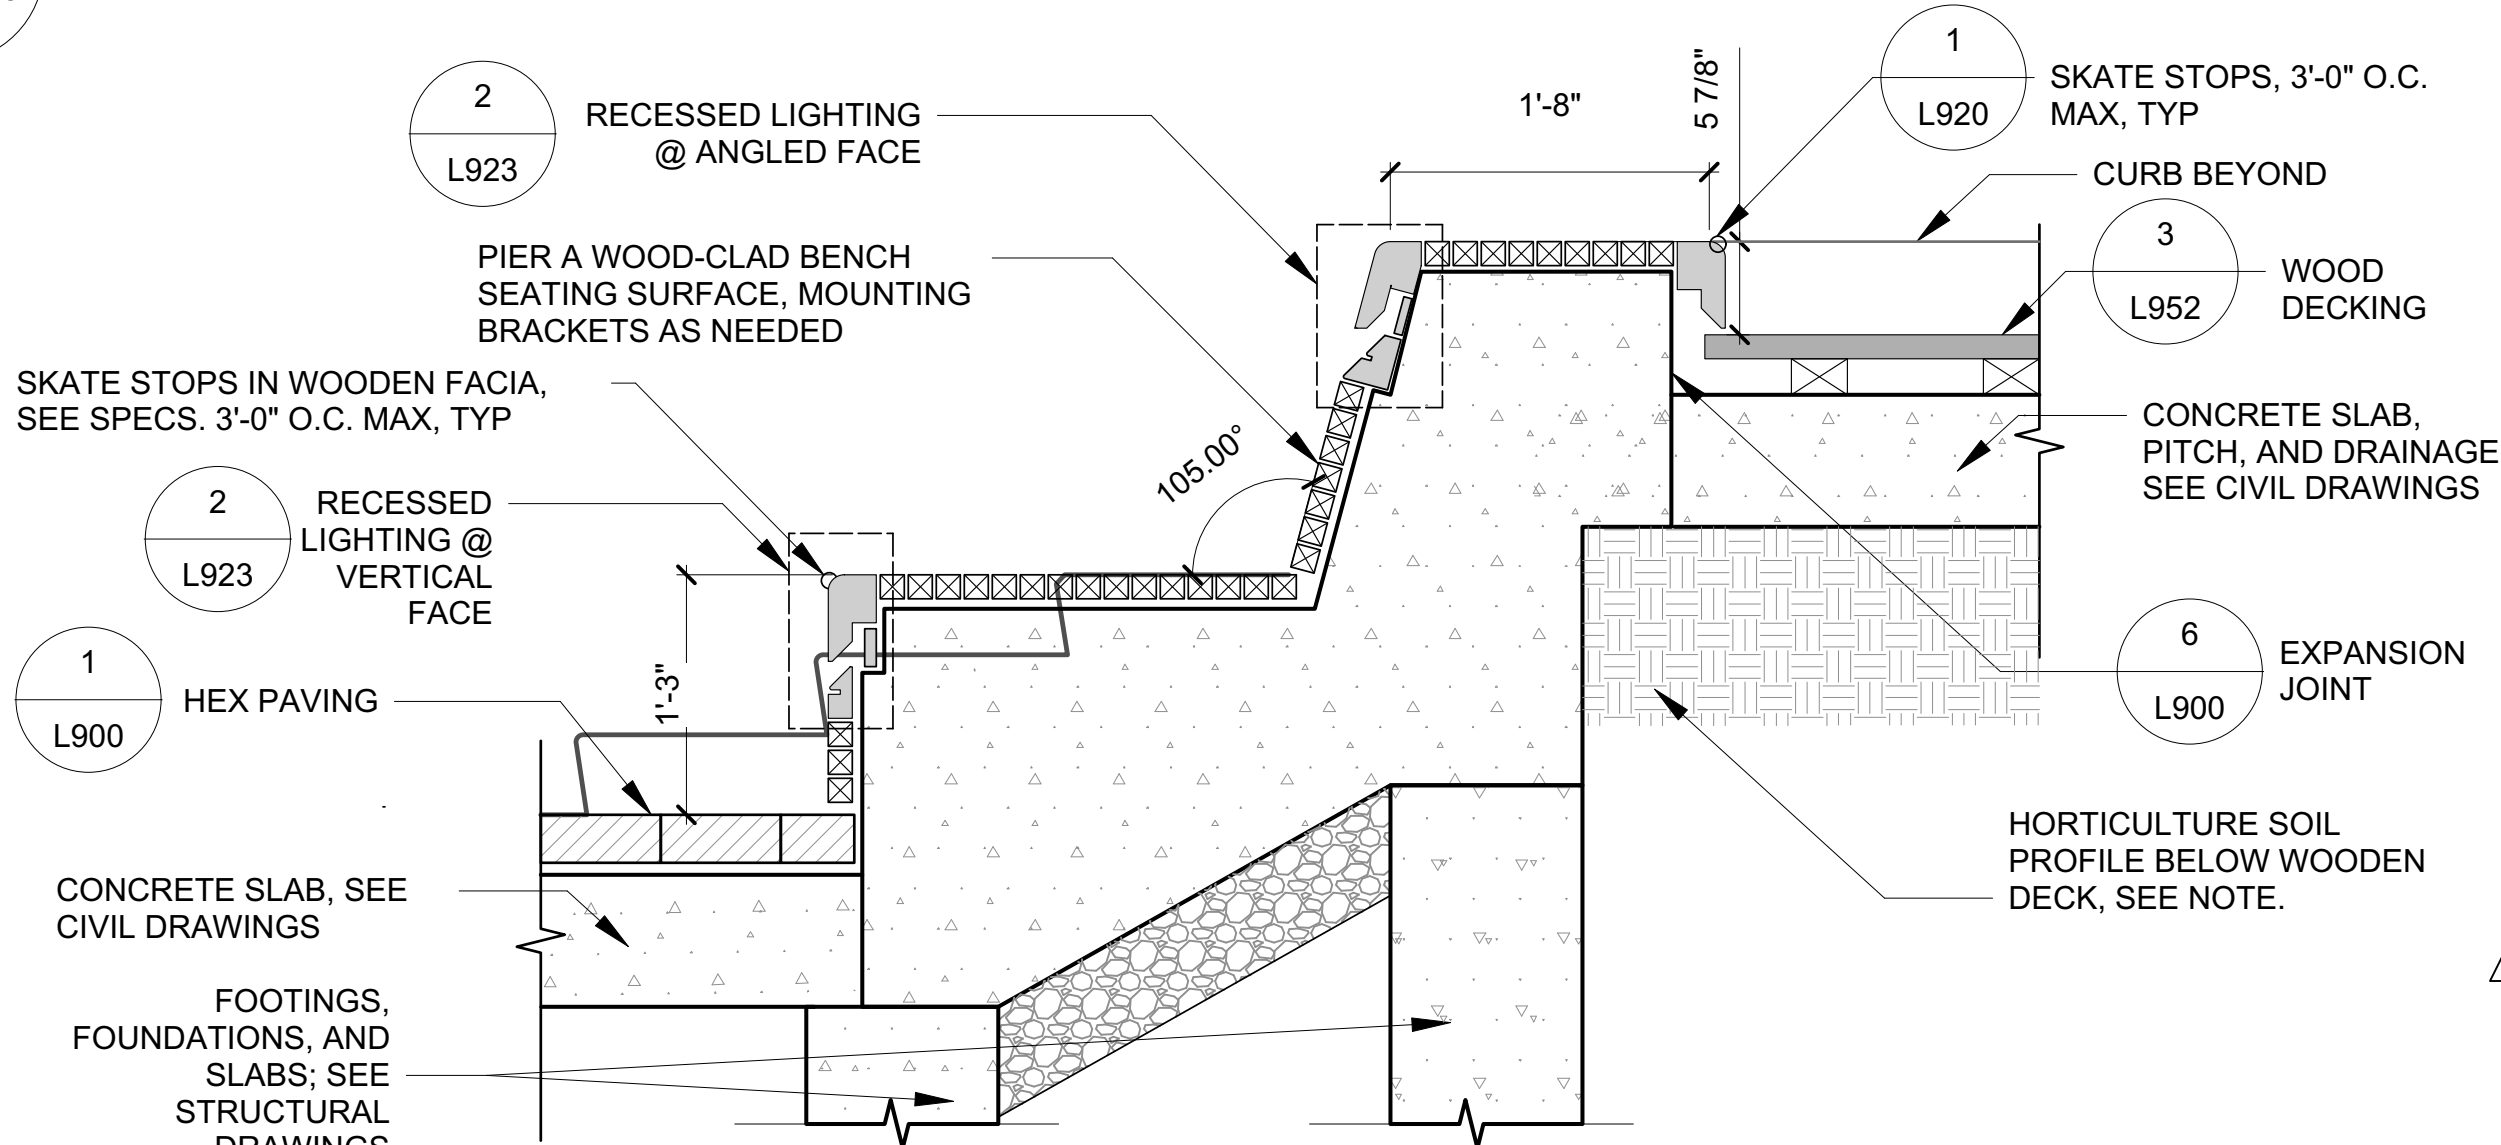 2
L923
RECESSED LIGHTING
@ ANGLED FACE
1'-8"
5 7/8"
1
L920
SKATE STOPS, 3'-0" O.C.
MAX, TYP
CURB BEYOND
3
L952
WOOD
DECKING
PIER A WOOD-CLAD BENCH
SEATING SURFACE, MOUNTING
BRACKETS AS NEEDED
SKATE STOPS IN WOODEN FACIA,
SEE SPECS. 3'-0" O.C. MAX, TYP
105.00°
CONCRETE SLAB,
PITCH, AND DRAINAGE
SEE CIVIL DRAWINGS
2
L923
RECESSED
LIGHTING @
VERTICAL
FACE
1
L900
HEX PAVING
1'-3"
6
L900
EXPANSION
JOINT
HORTICULTURE SOIL
PROFILE BELOW WOODEN
DECK, SEE NOTE.
CONCRETE SLAB, SEE
CIVIL DRAWINGS
FOOTINGS,
FOUNDATIONS, AND
SLABS; SEE
STRUCTURAL
DRAWINGS